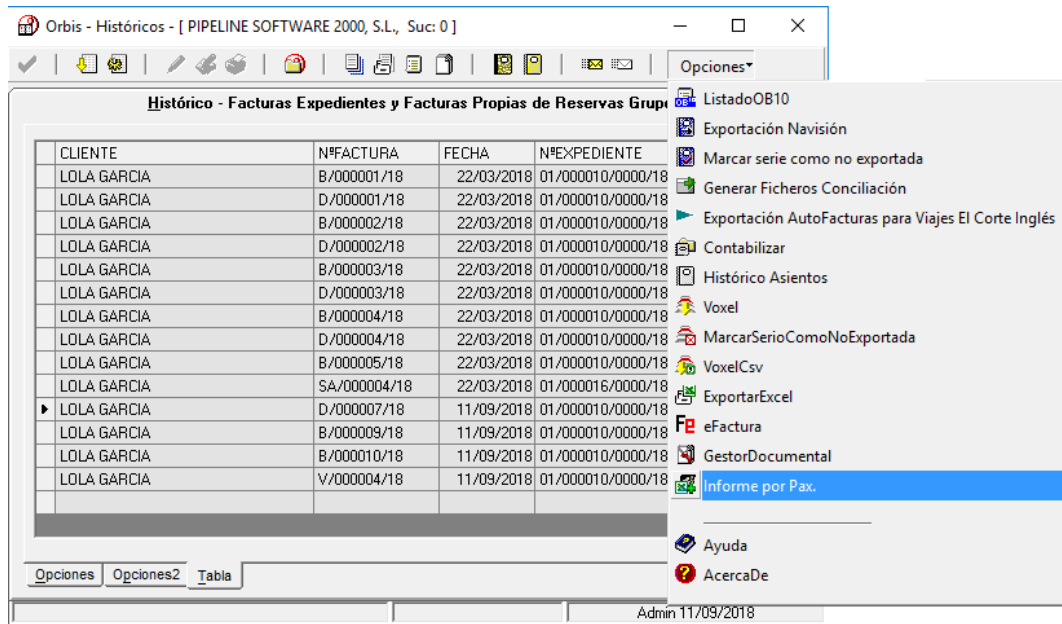 Orbis - Históricos - [ PIPELINE SOFTWARE 2000, S.L., Suc: 0 ]
Opciones
Histórico - Facturas Expedientes y Facturas Propias de Reservas Grupo
CLIENTE NºFACTURA FECHA NºEXPEDIENTE
LOLA GARCIA B/000001/18 22/03/2018 01/000010/0000/18
LOLA GARCIA D/000001/18 22/03/2018 01/000010/0000/18
LOLA GARCIA B/000002/18 22/03/2018 01/000010/0000/18
LOLA GARCIA D/000002/18 22/03/2018 01/000010/0000/18
LOLA GARCIA B/000003/18 22/03/2018 01/000010/0000/18
LOLA GARCIA D/000003/18 22/03/2018 01/000010/0000/18
LOLA GARCIA B/000004/18 22/03/2018 01/000010/0000/18
LOLA GARCIA D/000004/18 22/03/2018 01/000010/0000/18
LOLA GARCIA B/000005/18 22/03/2018 01/000010/0000/18
LOLA GARCIA SA/000004/18 22/03/2018 01/000016/0000/18
LOLA GARCIA D/000007/18 11/09/2018 01/000010/0000/18
LOLA GARCIA B/000009/18 11/09/2018 01/000010/0000/18
LOLA GARCIA B/000010/18 11/09/2018 01/000010/0000/18
LOLA GARCIA V/000004/18 11/09/2018 01/000010/0000/18
ListadoOB10
Exportación Navisión
Marcar serie como no exportada
Generar Ficheros Conciliación
Exportación AutoFacturas para Viajes El Corte Inglés
Contabilizar
Histórico Asientos
Voxel
MarcarSerioComoNoExportada
VoxelCsv
ExportarExcel
Fe eFactura
GestorDocumental
Informe por Pax.
Ayuda
AcercaDe
Opciones Opciones2 Tabla
Admin 11/09/2018